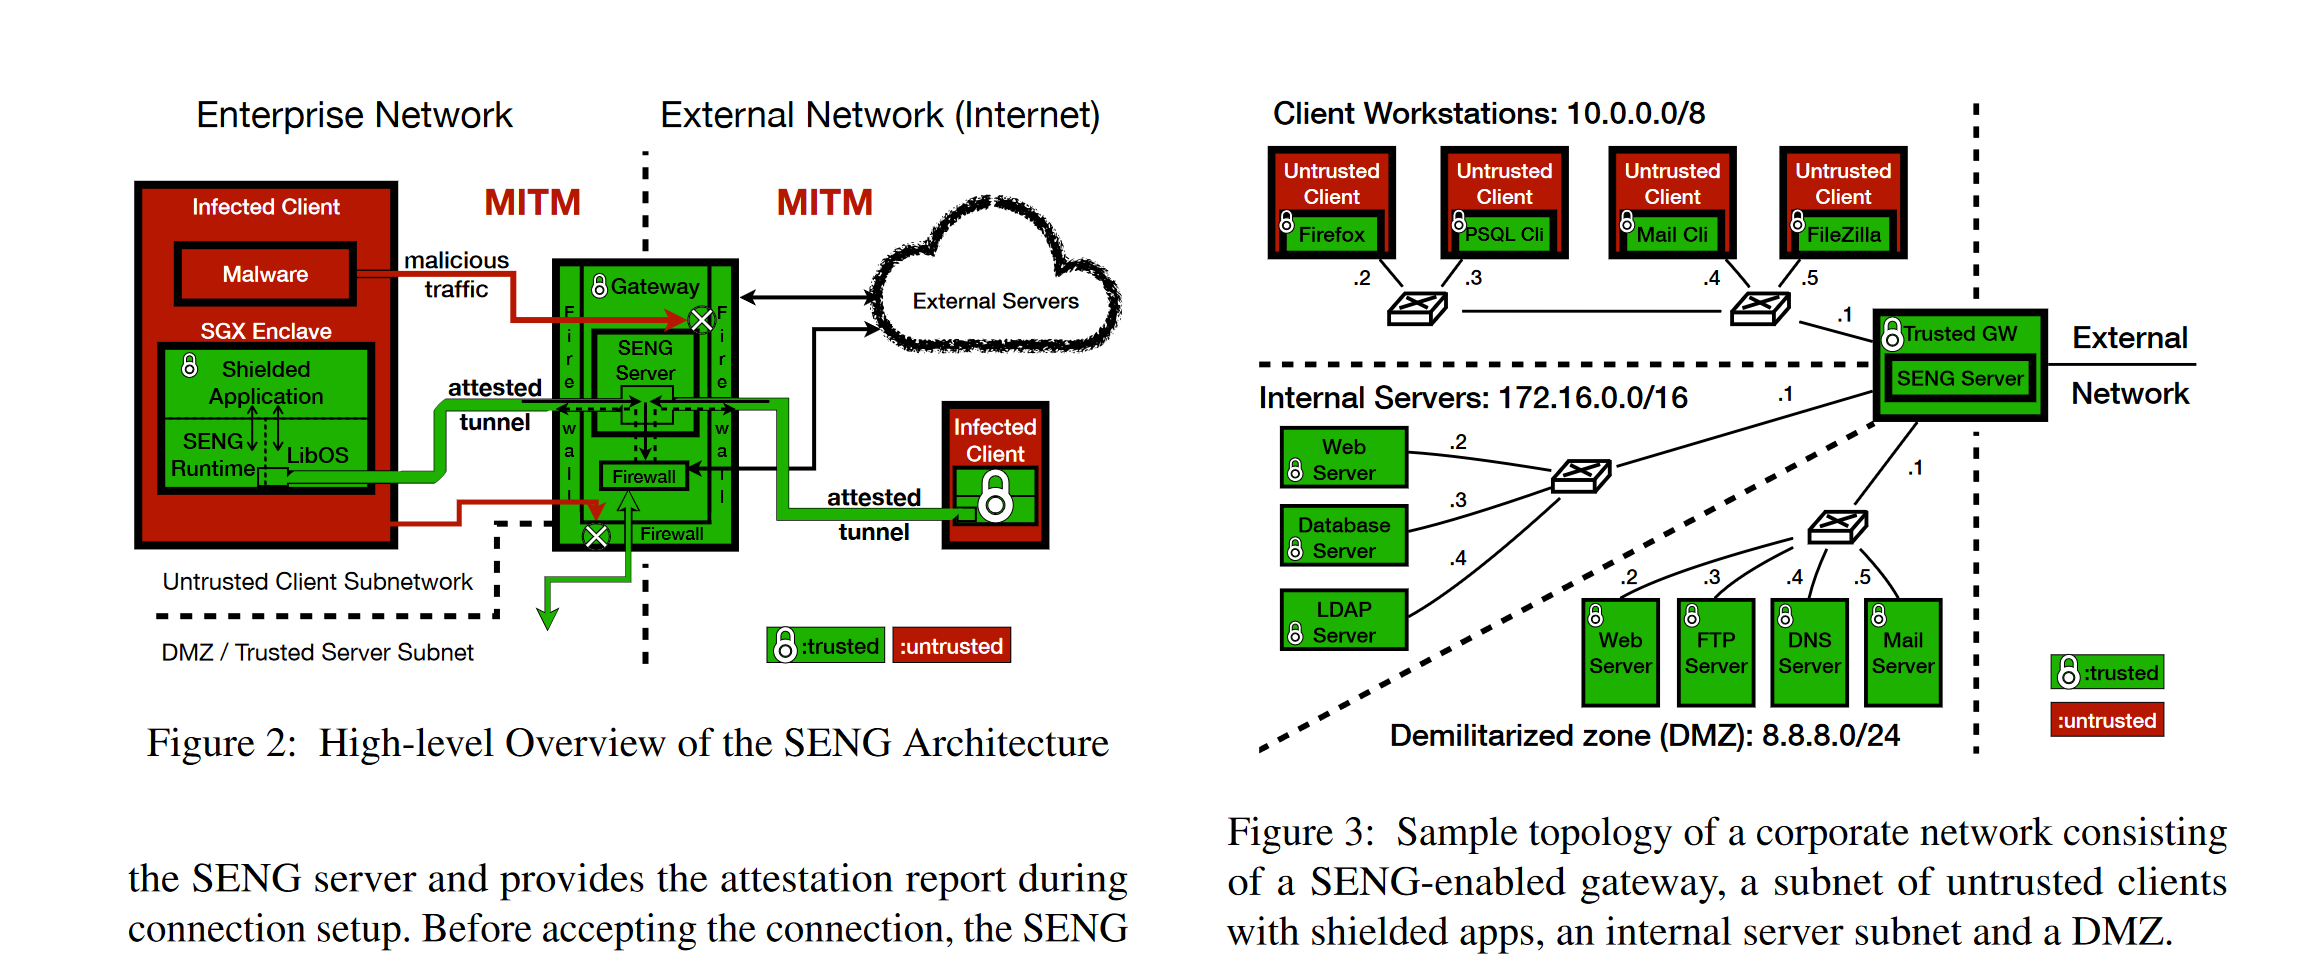 Enterprise Network
External Network (Internet)
MITM
MITM
Infected Client
Malware
malicious
traffic
SGX Enclave
Shielded
Application
SENG
Runtime
LibOS
attested
tunnel
Firewall
Gateway
Firewall
SENG
Server
Firewall
Firewall
External Servers
Infected
Client
attested
tunnel
Untrusted Client Subnetwork
DMZ / Trusted Server Subnet
:trusted
:untrusted
Figure 2: High-level Overview of the SENG Architecture
the SENG server and provides the attestation report during
connection setup. Before accepting the connection, the SENG
Client Workstations: 10.0.0.0/8
Untrusted
Client
Firefox
Untrusted
Client
PSQL Cli
Untrusted
Client
Mail Cli
Untrusted
Client
FileZilla
.2
.3
.4
.5
.1
Trusted GW
SENG Server
External
Network
Internal Servers: 172.16.0.0/16
.1
Web
Server
.2
Database
Server
.3
LDAP
Server
.4
.1
.2
.3
.4
.5
Web
Server
FTP
Server
DNS
Server
Mail
Server
Demilitarized zone (DMZ): 8.8.8.0/24
:trusted
:untrusted
Figure 3: Sample topology of a corporate network consisting
of a SENG-enabled gateway, a subnet of untrusted clients
with shielded apps, an internal server subnet and a DMZ.